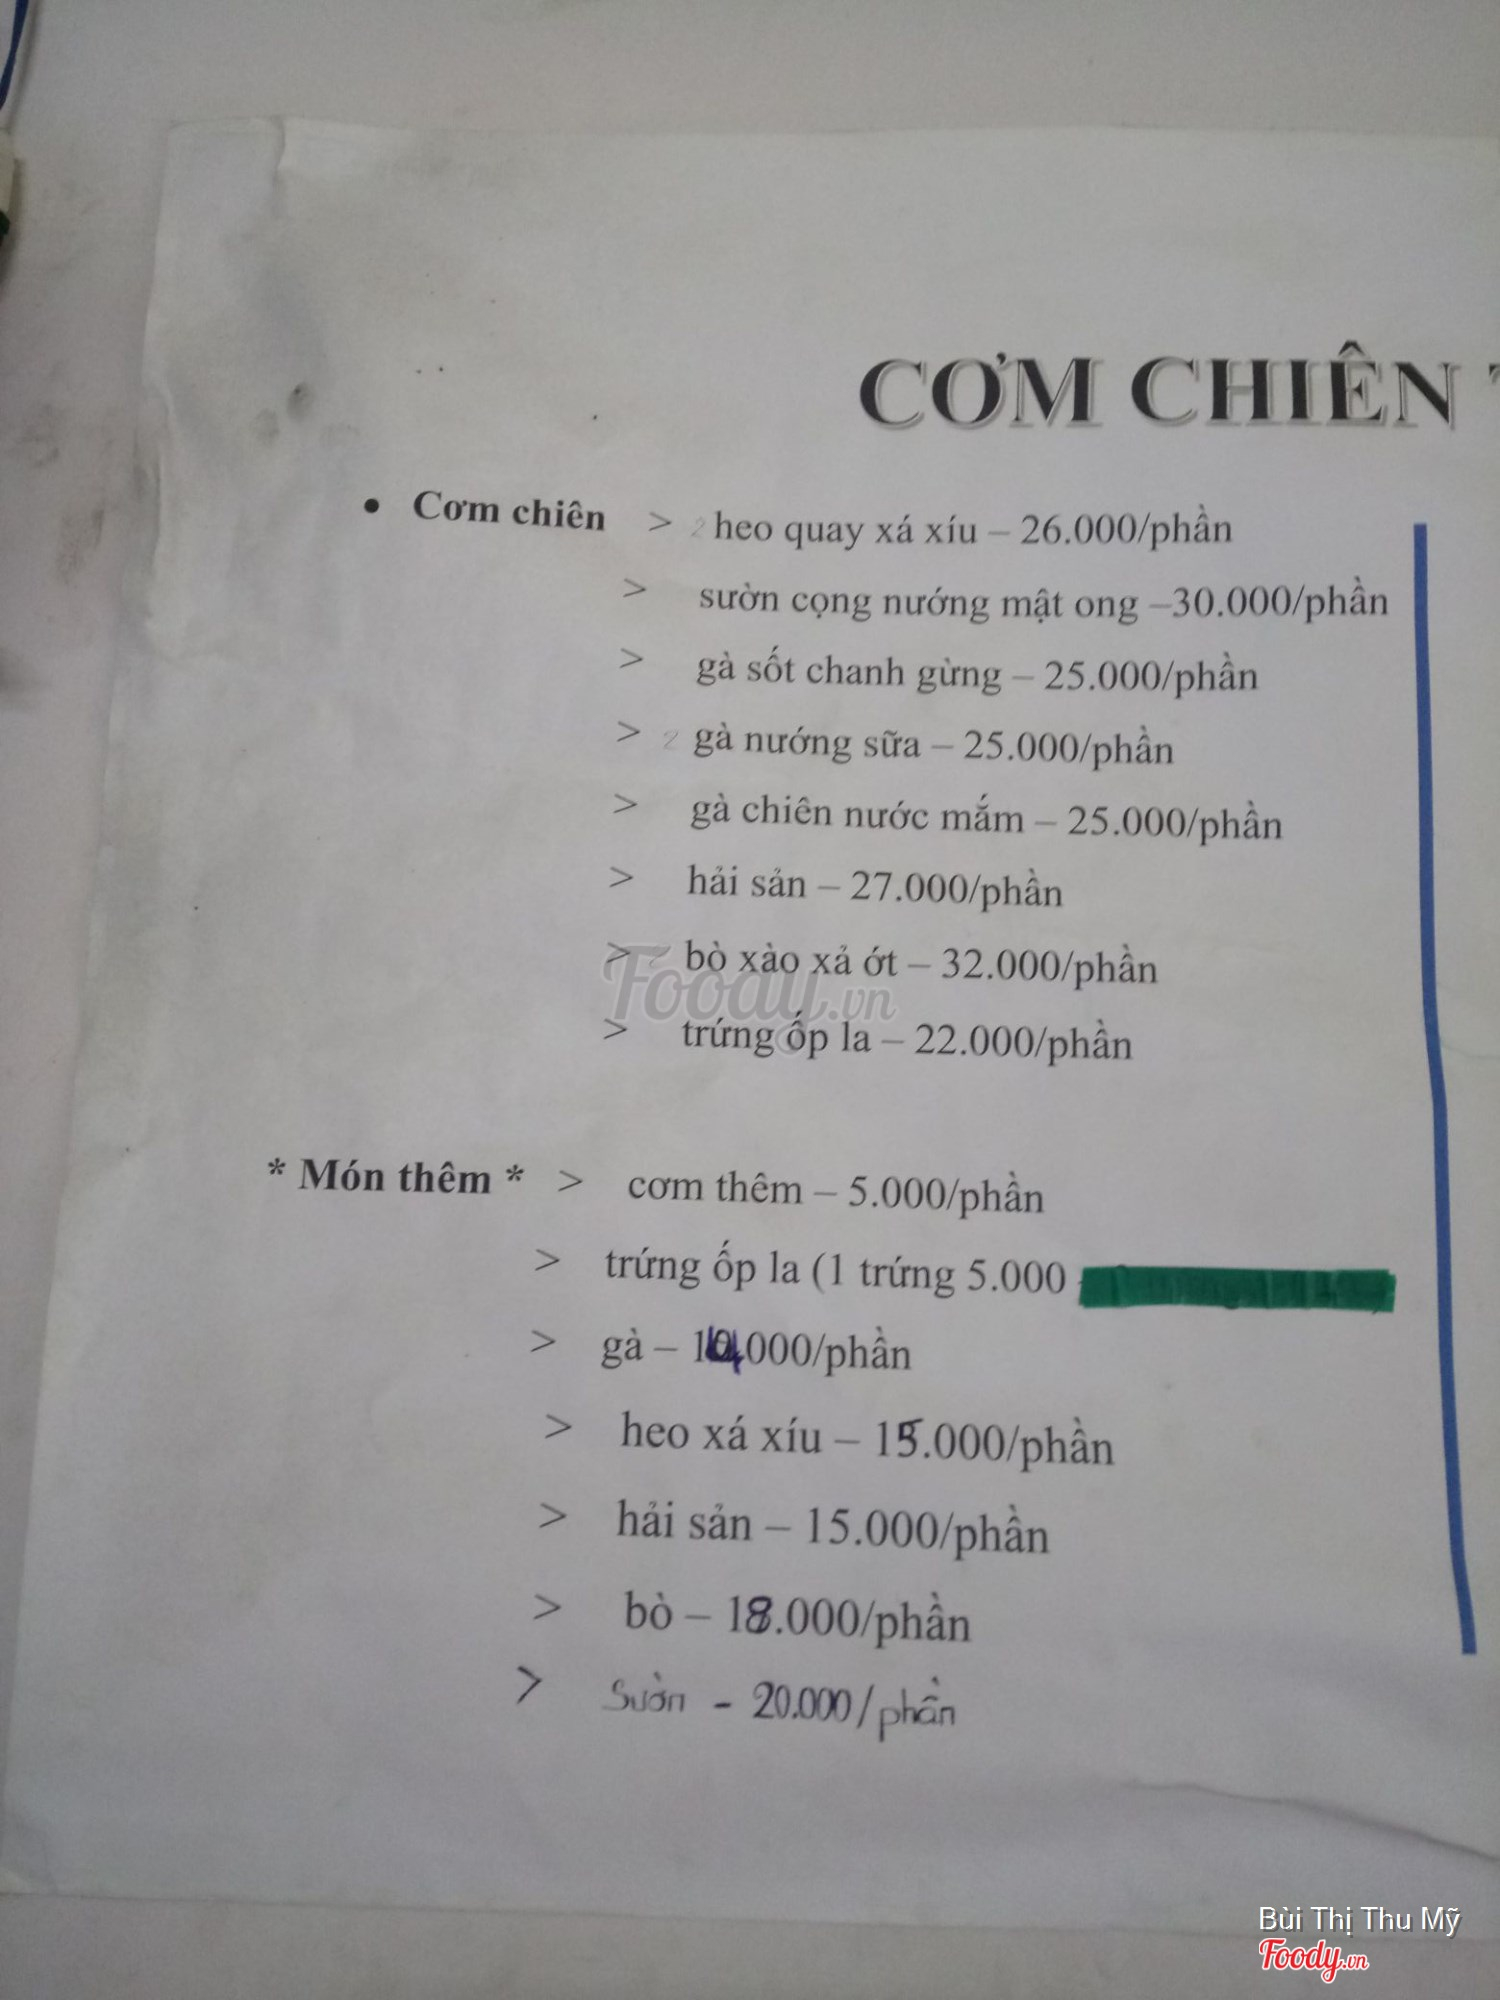 CƠM CHIÊN
• Cơm chiên > heo quay xá xíu – 26.000/phần
> sườn cọng nướng mật ong –30.000/phần
> gà sốt chanh gừng – 25.000/phần
> gà nướng sữa – 25.000/phần
> gà chiên nước mắm – 25.000/phần
> hải sản – 27.000/phần
> bò xào xả ớt – 32.000/phần
> trứng ốp la – 22.000/phần
Foody.vn
* Món thêm * > cơm thêm – 5.000/phần
> trứng ốp la (1 trứng 5.000
> gà – 14.000/phần
> heo xá xíu – 15.000/phần
> hải sản – 15.000/phần
> bò – 18.000/phần
> Sườn - 20.000/phần
Bùi Thị Thu Mỹ
Foody.vn